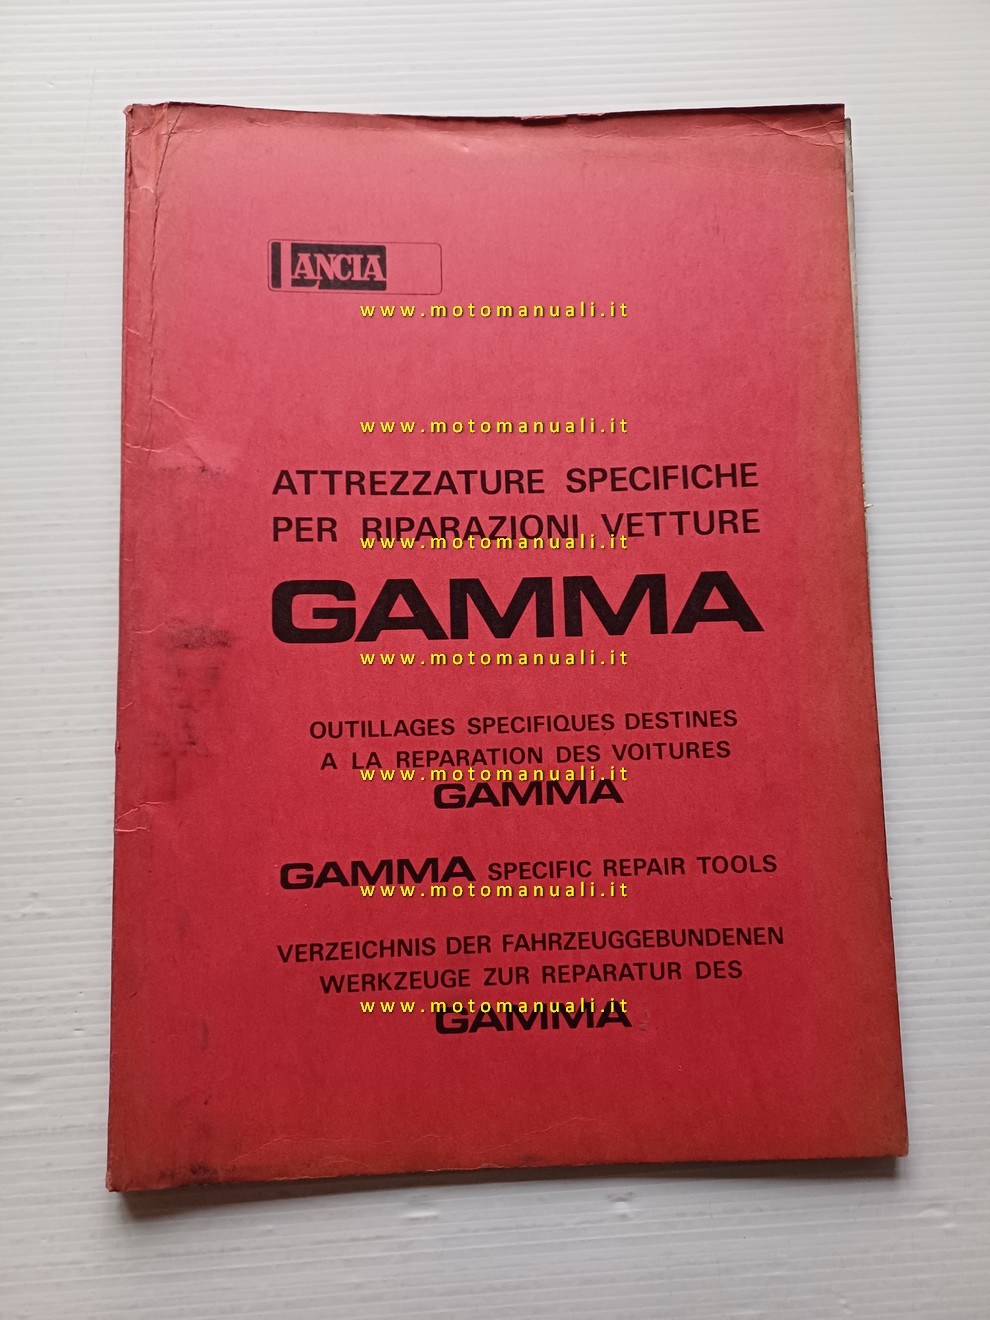 LANCIA
www.motomanuali.it
www.motomanuali.it
ATTREZZATURE SPECIFICHE
PER RIPARAZIONI VETTURE
www.motomanuali.it
GAMMA
www.motomanuali.it
OUTILLAGES SPECIFIQUES DESTINES
A LA REPARATION DES VOITURES
www.motomanuali.it
GAMMA
GAMMA SPECIFIC REPAIR TOOLS
www.motomanuali.it
VERZEICHNIS DER FAHRZEUGGEBUNDENEN
WERKZEUGE ZUR REPARATUR DES
www.motomanuali.it
GAMMA